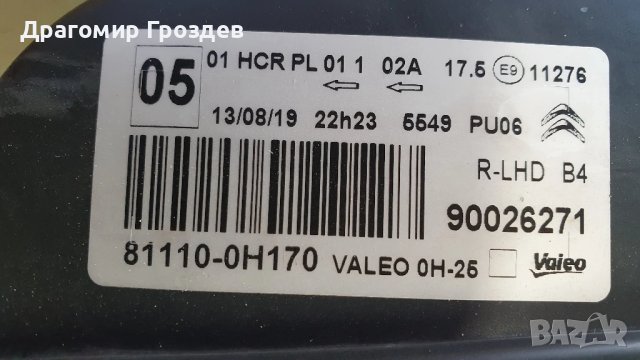 Драгомир Гроздев
05 01 HCR PL 01 1 02A 17.5 E9 11276
13/08/19 22h23 5549 PU06
R-LHD B4
90026271
81110-0H170 VALEO 0H-25 Valeo
BAZAR